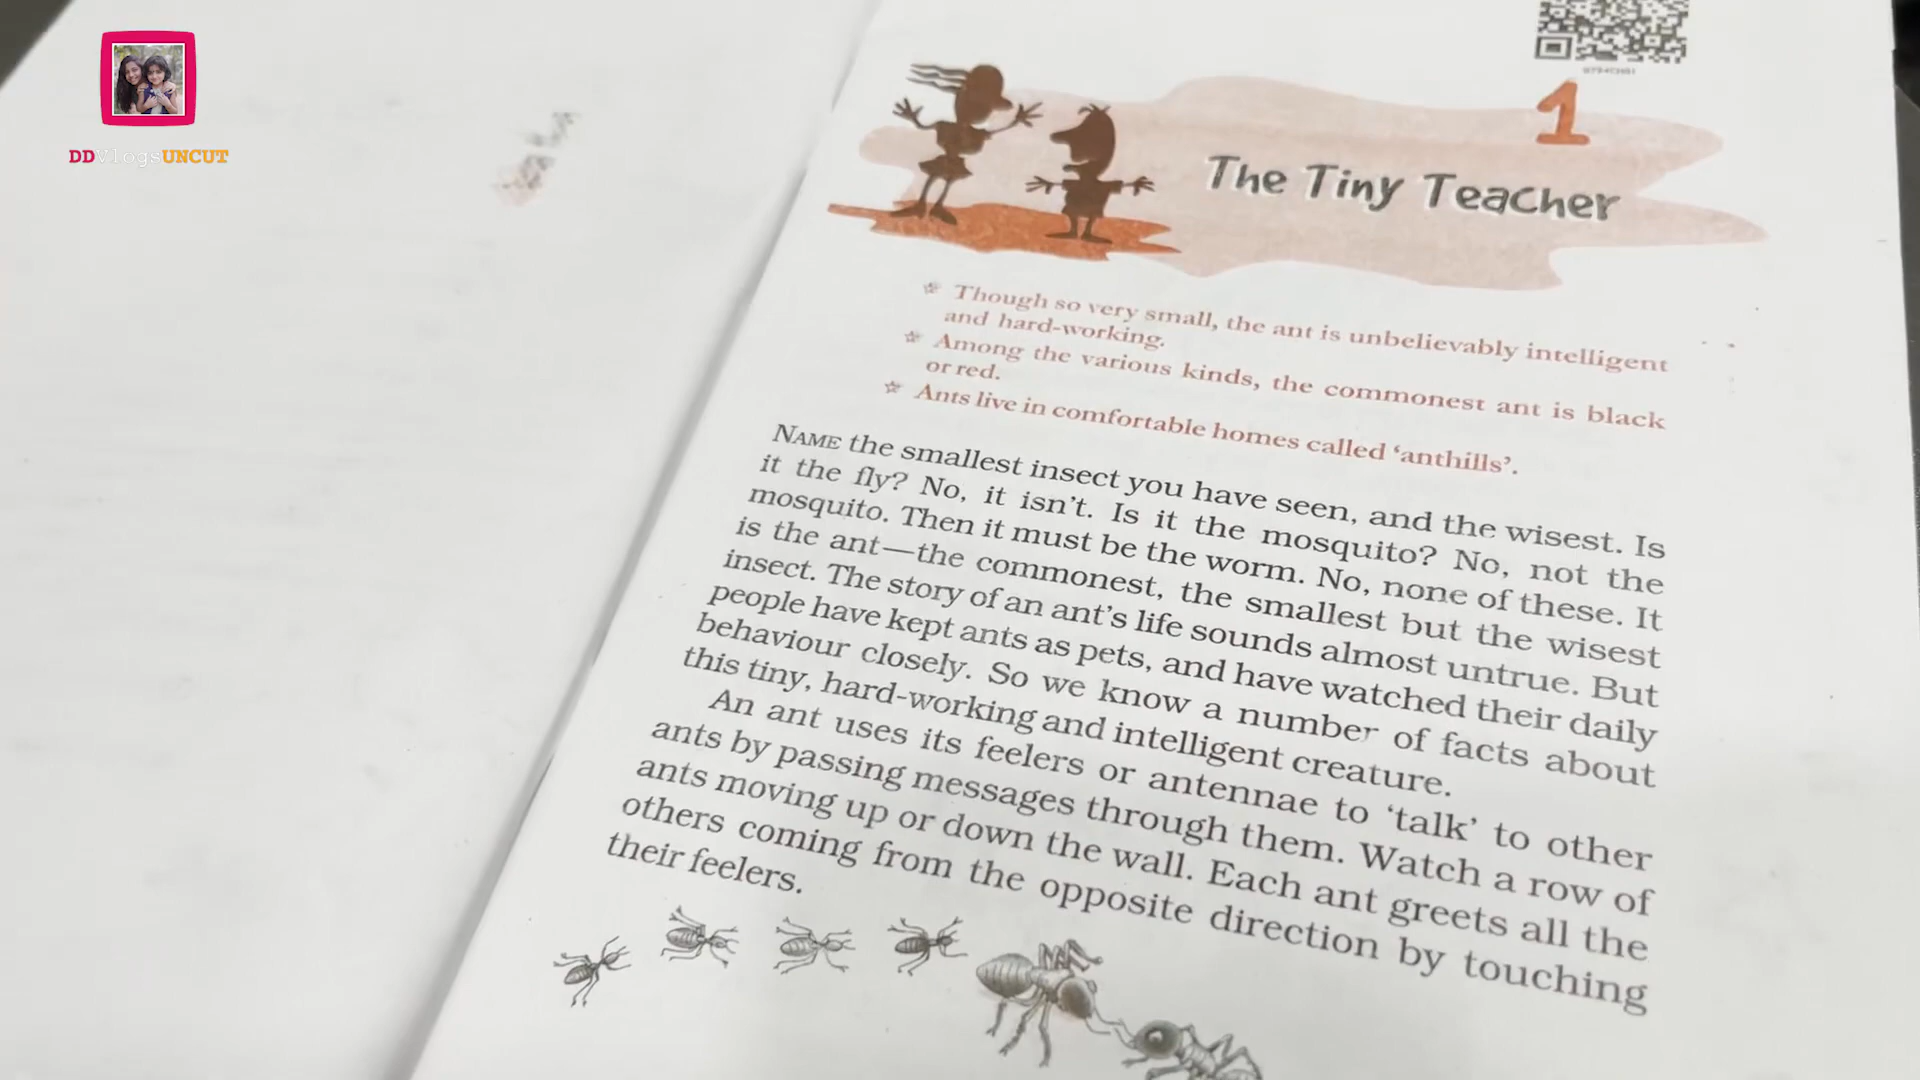 DDVlogsUNCUT
1
The Tiny Teacher
Though so very small, the ant is unbelievably intelligent
and hard-working.
Among the various kinds, the commonest ant is black
or red.
Ants live in comfortable homes called ‘anthills’.
NAME the smallest insect you have seen, and the wisest. Is
it the fly? No, it isn’t. Is it the mosquito? No, not the
mosquito. Then it must be the worm. No, none of these. It
is the ant—the commonest, the smallest but the wisest
insect. The story of an ant’s life sounds almost untrue. But
people have kept ants as pets, and have watched their daily
behaviour closely. So we know a number of facts about
this tiny, hard-working and intelligent creature.
An ant uses its feelers or antennae to ‘talk’ to other
ants by passing messages through them. Watch a row of
ants moving up or down the wall. Each ant greets all the
others coming from the opposite direction by touching
their feelers.